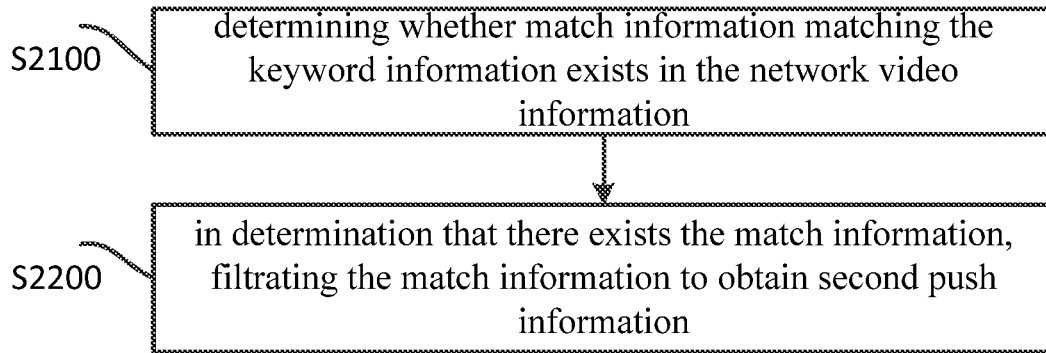 S2100
determining whether match information matching the
keyword information exists in the network video
information
S2200
in determination that there exists the match information,
filtrating the match information to obtain second push
information